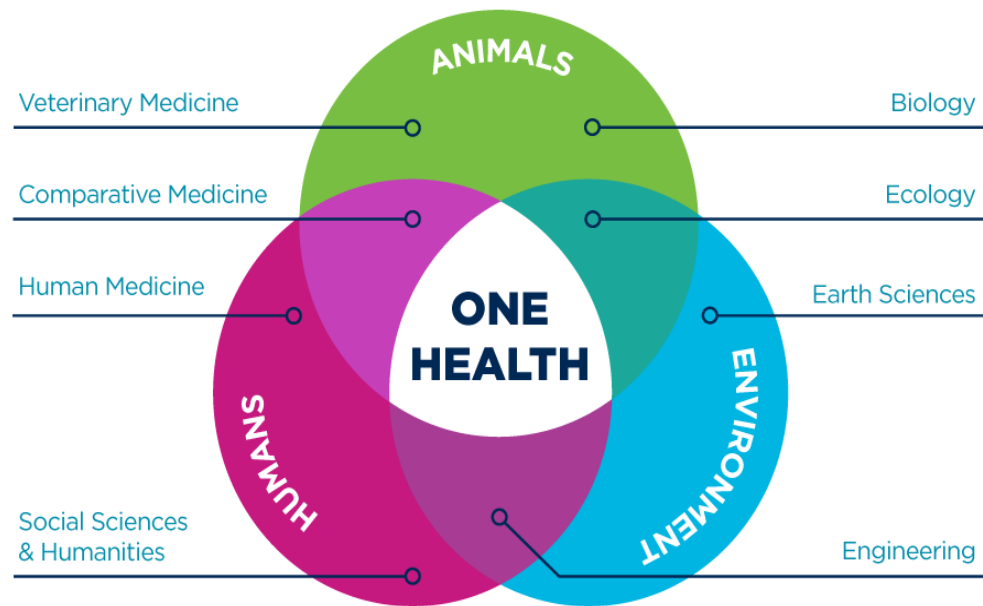 ANIMALS
Veterinary Medicine
Biology
Comparative Medicine
Ecology
Human Medicine
Earth Sciences
ONE
HEALTH
HUMANS
ENVIRONMENT
Social Sciences
& Humanities
Engineering